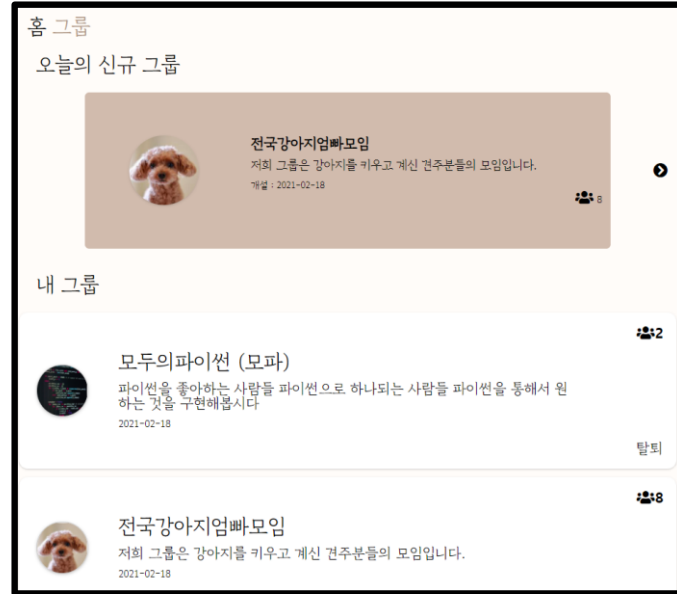 홈 그룹
오늘의 신규 그룹
전국강아지엄빠모임
저희 그룹은 강아지를 키우고 계신 견주분들의 모임입니다.
개설 : 2021-02-18
8
내 그룹
2
모두의파이썬 (모파)
파이썬을 좋아하는 사람들 파이썬으로 하나되는 사람들 파이썬을 통해서 원
하는 것을 구현해봅시다
2021-02-18
탈퇴
8
전국강아지엄빠모임
저희 그룹은 강아지를 키우고 계신 견주분들의 모임입니다.
2021-02-18